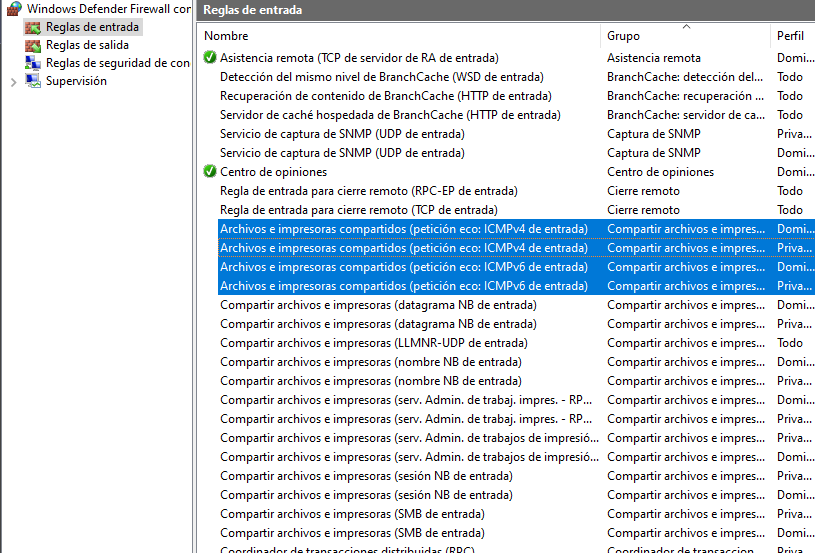 Windows Defender Firewall con
Reglas de entrada
Reglas de salida
Reglas de seguridad de con
Supervisión
Reglas de entrada
Nombre Grupo Perfil
Asistencia remota (TCP de servidor de RA de entrada) Asistencia remota Domi...
Detección del mismo nivel de BranchCache (WSD de entrada) BranchCache: detección del... Todo
Recuperación de contenido de BranchCache (HTTP de entrada) BranchCache: recuperación ... Todo
Servidor de caché hospedada de BranchCache (HTTP de entrada) BranchCache: servidor de ca... Todo
Servicio de captura de SNMP (UDP de entrada) Captura de SNMP Priva...
Servicio de captura de SNMP (UDP de entrada) Captura de SNMP Domi...
Centro de opiniones Centro de opiniones Domi...
Regla de entrada para cierre remoto (RPC-EP de entrada) Cierre remoto Todo
Regla de entrada para cierre remoto (TCP de entrada) Cierre remoto Todo
Archivos e impresoras compartidos (petición eco: ICMPv4 de entrada) Compartir archivos e impres... Domi...
Archivos e impresoras compartidos (petición eco: ICMPv4 de entrada) Compartir archivos e impres... Priva...
Archivos e impresoras compartidos (petición eco: ICMPv6 de entrada) Compartir archivos e impres... Domi...
Archivos e impresoras compartidos (petición eco: ICMPv6 de entrada) Compartir archivos e impres... Priva...
Compartir archivos e impresoras (datagrama NB de entrada) Compartir archivos e impres... Domi...
Compartir archivos e impresoras (datagrama NB de entrada) Compartir archivos e impres... Priva...
Compartir archivos e impresoras (LLMNR-UDP de entrada) Compartir archivos e impres... Todo
Compartir archivos e impresoras (nombre NB de entrada) Compartir archivos e impres... Domi...
Compartir archivos e impresoras (nombre NB de entrada) Compartir archivos e impres... Priva...
Compartir archivos e impresoras (serv. Admin. de trabaj. impres. - RP... Compartir archivos e impres... Domi...
Compartir archivos e impresoras (serv. Admin. de trabaj. impres. - RP... Compartir archivos e impres... Priva...
Compartir archivos e impresoras (serv. Admin. de trabajos de impresió... Compartir archivos e impres... Priva...
Compartir archivos e impresoras (serv. Admin. de trabajos de impresió... Compartir archivos e impres... Domi...
Compartir archivos e impresoras (sesión NB de entrada) Compartir archivos e impres... Priva...
Compartir archivos e impresoras (sesión NB de entrada) Compartir archivos e impres... Domi...
Compartir archivos e impresoras (SMB de entrada) Compartir archivos e impres... Priva...
Compartir archivos e impresoras (SMB de entrada) Compartir archivos e impres... Domi...
Coordinador de transacciones distribuidas (RPC) Coordinador de transaccion... Domi...